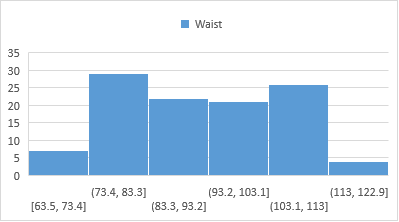 Waist
35
30
25
20
15
10
5
0
(73.4, 83.3] (93.2, 103.1] (113, 122.9]
[63.5, 73.4] (83.3, 93.2] (103.1, 113]